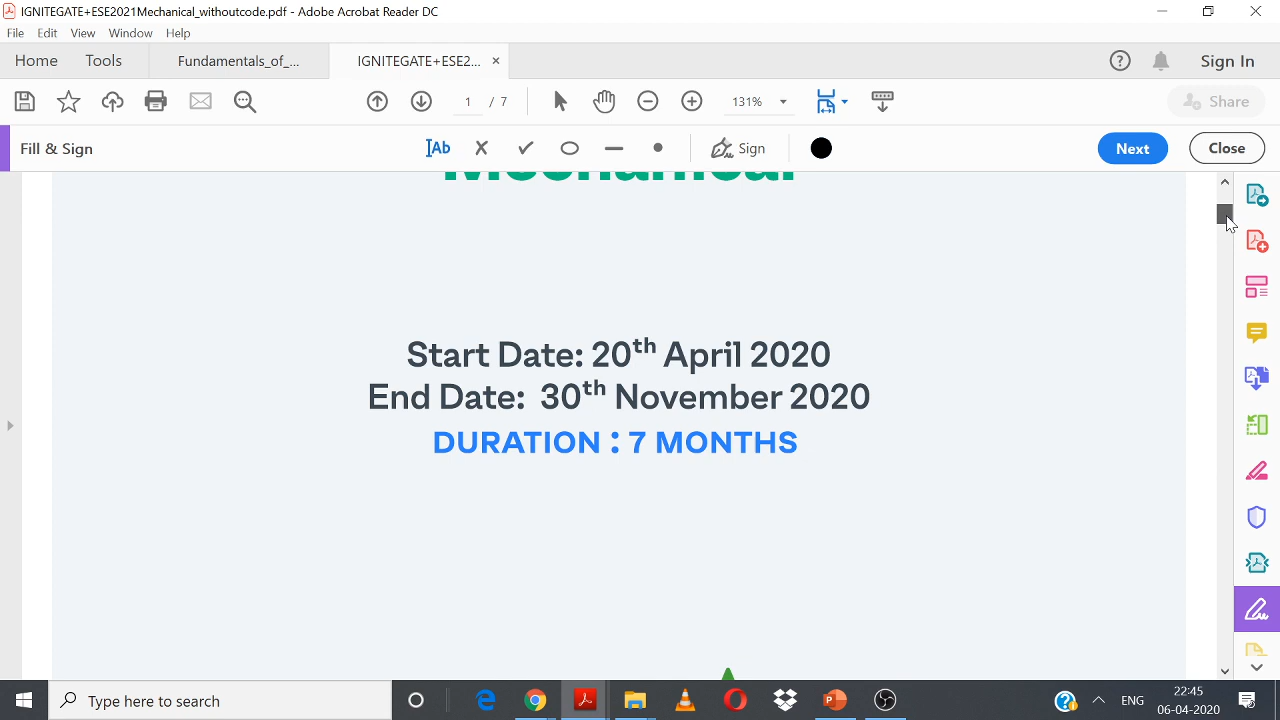 IGNITEGATE+ESE2021Mechanical_withoutcode.pdf - Adobe Acrobat Reader DC
File Edit View Window Help
Home Tools Fundamentals_of_... IGNITEGATE+ESE2... × Sign In
1 / 7 131% Share
Fill & Sign Ab Sign Next Close
Mechanical
Start Date: 20th April 2020
End Date: 30th November 2020
DURATION : 7 MONTHS
Type here to search ENG 22:45
06-04-2020